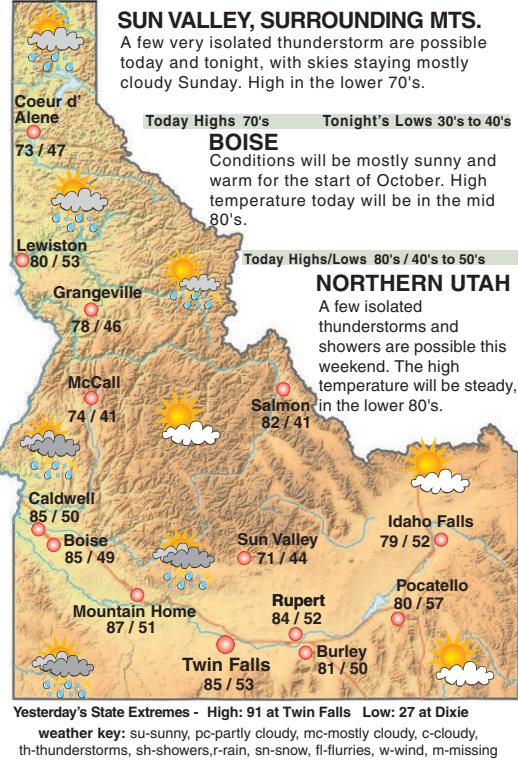 SUN VALLEY, SURROUNDING MTS.
A few very isolated thunderstorm are possible
today and tonight, with skies staying mostly
cloudy Sunday. High in the lower 70's.
Today Highs 70's Tonight's Lows 30's to 40's
BOISE
Conditions will be mostly sunny and
warm for the start of October. High
temperature today will be in the mid
80's.
Today Highs/Lows 80's / 40's to 50's
NORTHERN UTAH
A few isolated
thunderstorms and
showers are possible this
weekend. The high
temperature will be steady,
in the lower 80's.
Coeur d'
Alene
73 / 47
Lewiston
80 / 53
Grangeville
78 / 46
McCall
74 / 41
Salmon
82 / 41
Caldwell
85 / 50
Boise
85 / 49
Sun Valley
71 / 44
Idaho Falls
79 / 52
Pocatello
80 / 57
Mountain Home
87 / 51
Rupert
84 / 52
Burley
81 / 50
Twin Falls
85 / 53
Yesterday's State Extremes - High: 91 at Twin Falls Low: 27 at Dixie
weather key: su-sunny, pc-partly cloudy, mc-mostly cloudy, c-cloudy,
th-thunderstorms, sh-showers,r-rain, sn-snow, fl-flurries, w-wind, m-missing